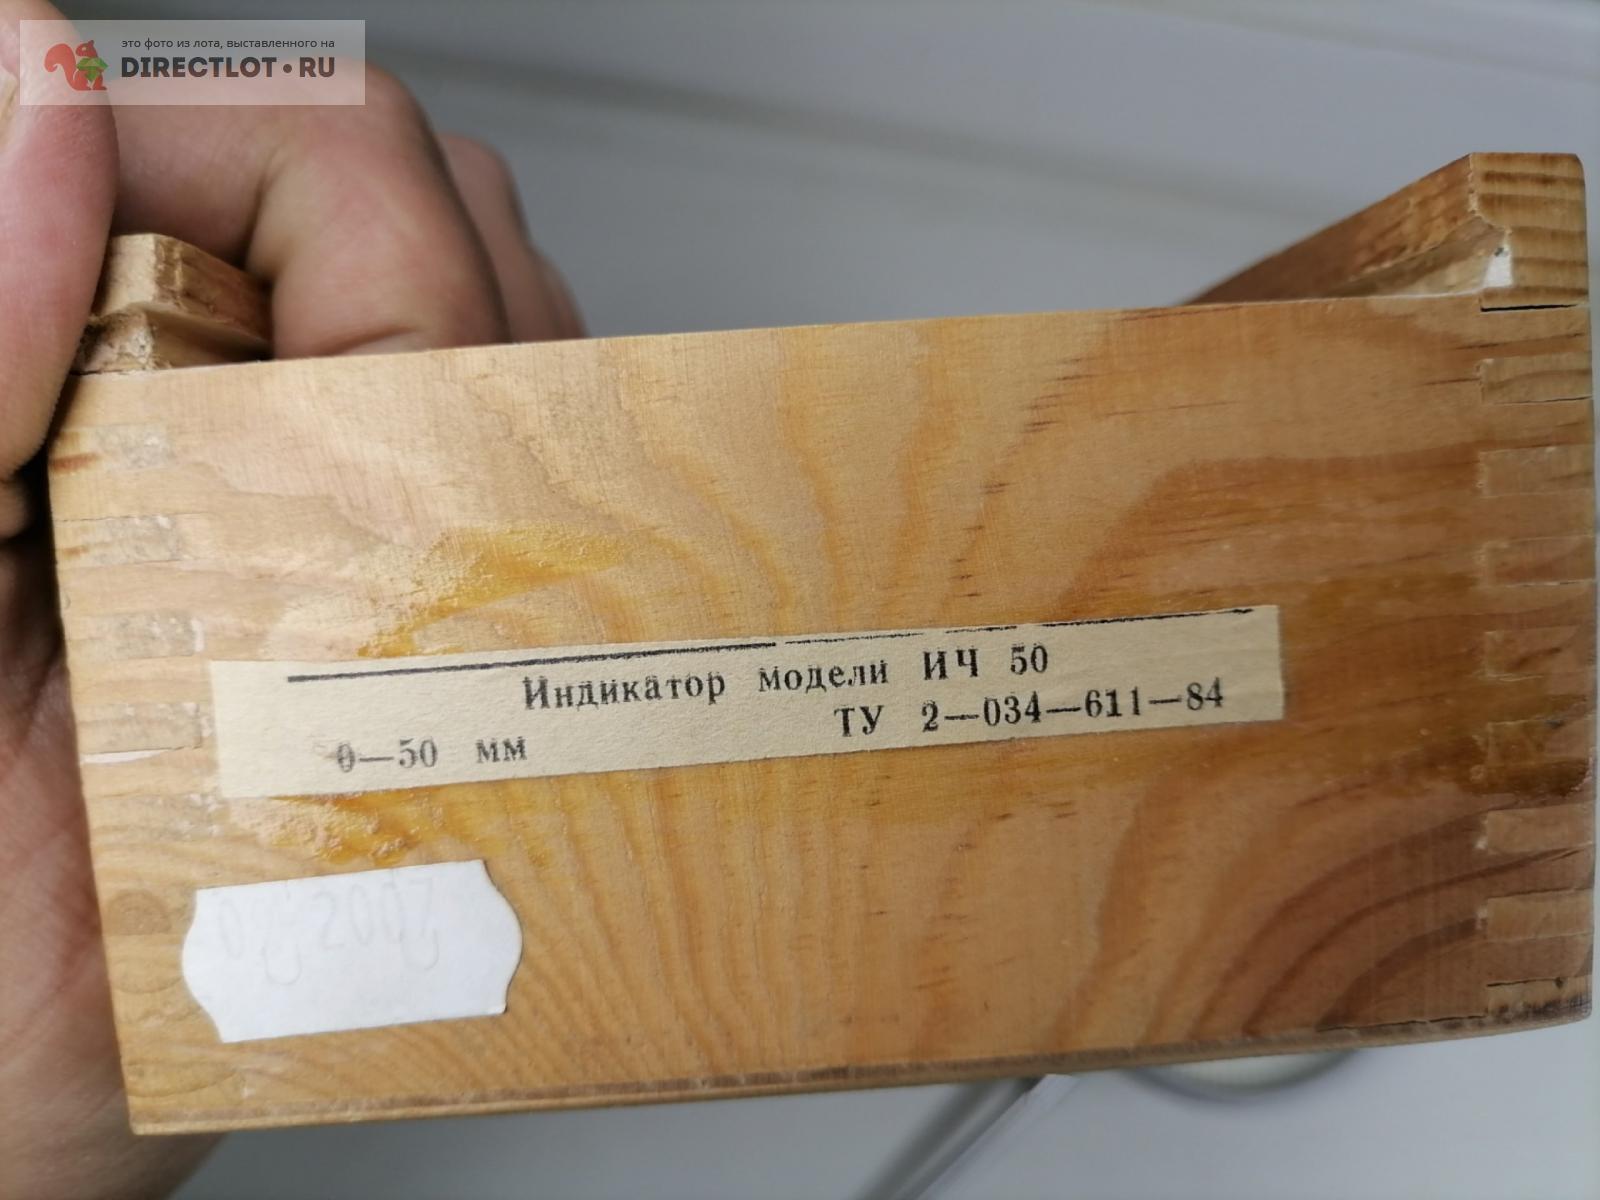 это фото из лота, выставленного на
DIRECTLOT•RU
Индикатор модели ИЧ 50
0—50 мм ТУ 2—034—611—84
2007